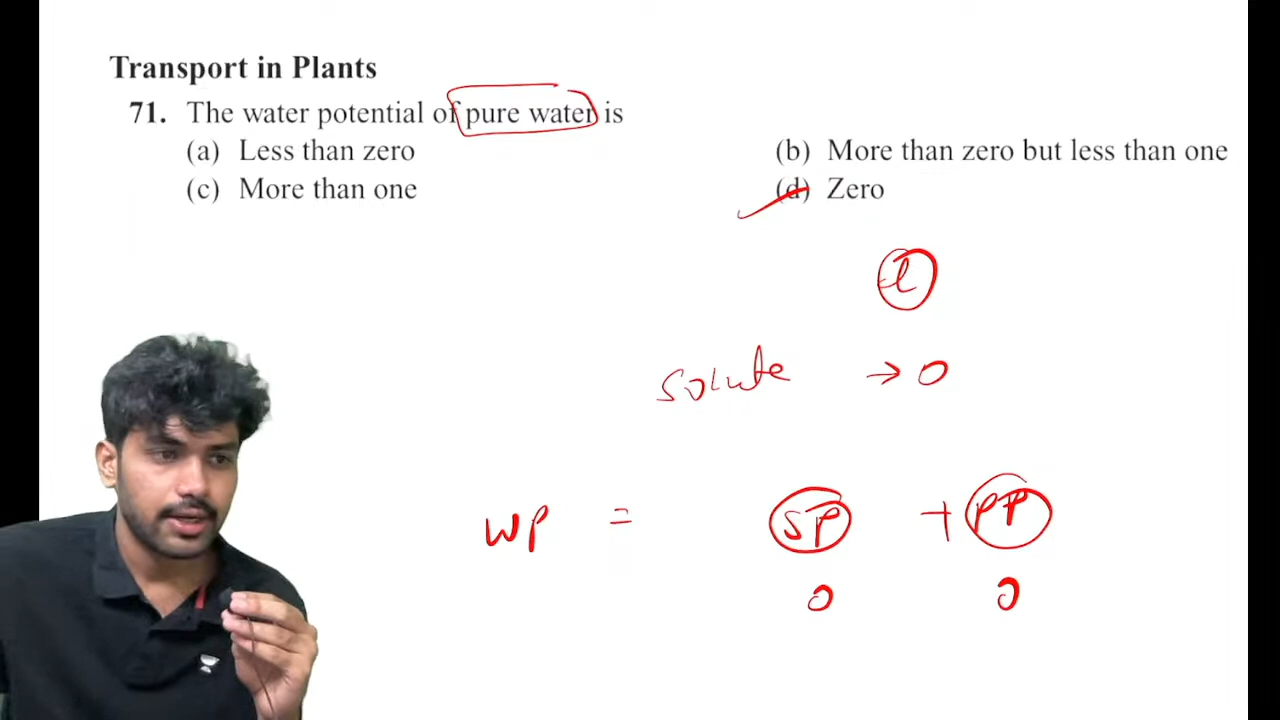 Transport in Plants
71. The water potential of pure water is
(a) Less than zero
(b) More than zero but less than one
(c) More than one
(d) Zero
solute → 0
WP = SP + PP
0 0